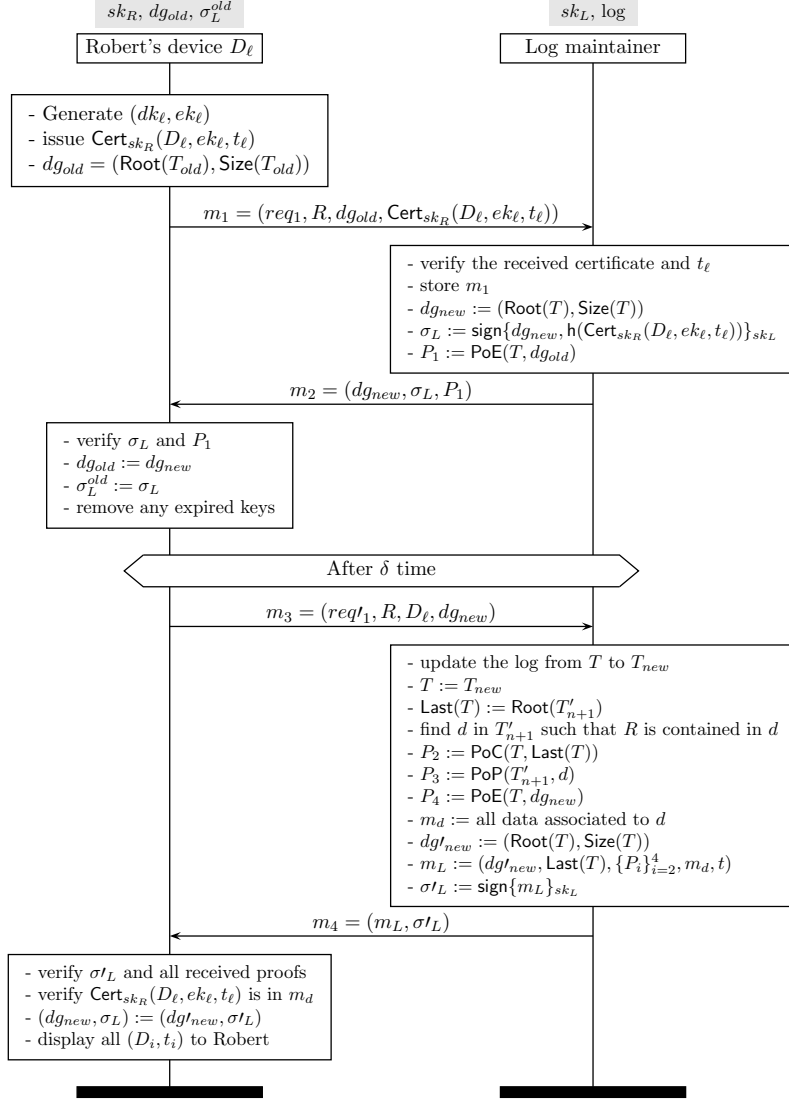 sk_R, dg_old, σ_L^old
sk_L, log
Robert's device D_ℓ
Log maintainer
- Generate (dk_ℓ, ek_ℓ)
- issue Cert_{sk_R}(D_ℓ, ek_ℓ, t_ℓ)
- dg_old = (Root(T_old), Size(T_old))
m_1 = (req_1, R, dg_old, Cert_{sk_R}(D_ℓ, ek_ℓ, t_ℓ))
- verify the received certificate and t_ℓ
- store m_1
- dg_new := (Root(T), Size(T))
- σ_L := sign{dg_new, h(Cert_{sk_R}(D_ℓ, ek_ℓ, t_ℓ))}_{sk_L}
- P_1 := PoE(T, dg_old)
m_2 = (dg_new, σ_L, P_1)
- verify σ_L and P_1
- dg_old := dg_new
- σ_L^old := σ_L
- remove any expired keys
After δ time
m_3 = (req′_1, R, D_ℓ, dg_new)
- update the log from T to T_new
- T := T_new
- Last(T) := Root(T′_{n+1})
- find d in T′_{n+1} such that R is contained in d
- P_2 := PoC(T, Last(T))
- P_3 := PoP(T′_{n+1}, d)
- P_4 := PoE(T, dg_new)
- m_d := all data associated to d
- dg′_new := (Root(T), Size(T))
- m_L := (dg′_new, Last(T), {P_i}_{i=2}^4, m_d, t)
- σ′_L := sign{m_L}_{sk_L}
m_4 = (m_L, σ′_L)
- verify σ′_L and all received proofs
- verify Cert_{sk_R}(D_ℓ, ek_ℓ, t_ℓ) is in m_d
- (dg_new, σ_L) := (dg′_new, σ′_L)
- display all (D_i, t_i) to Robert